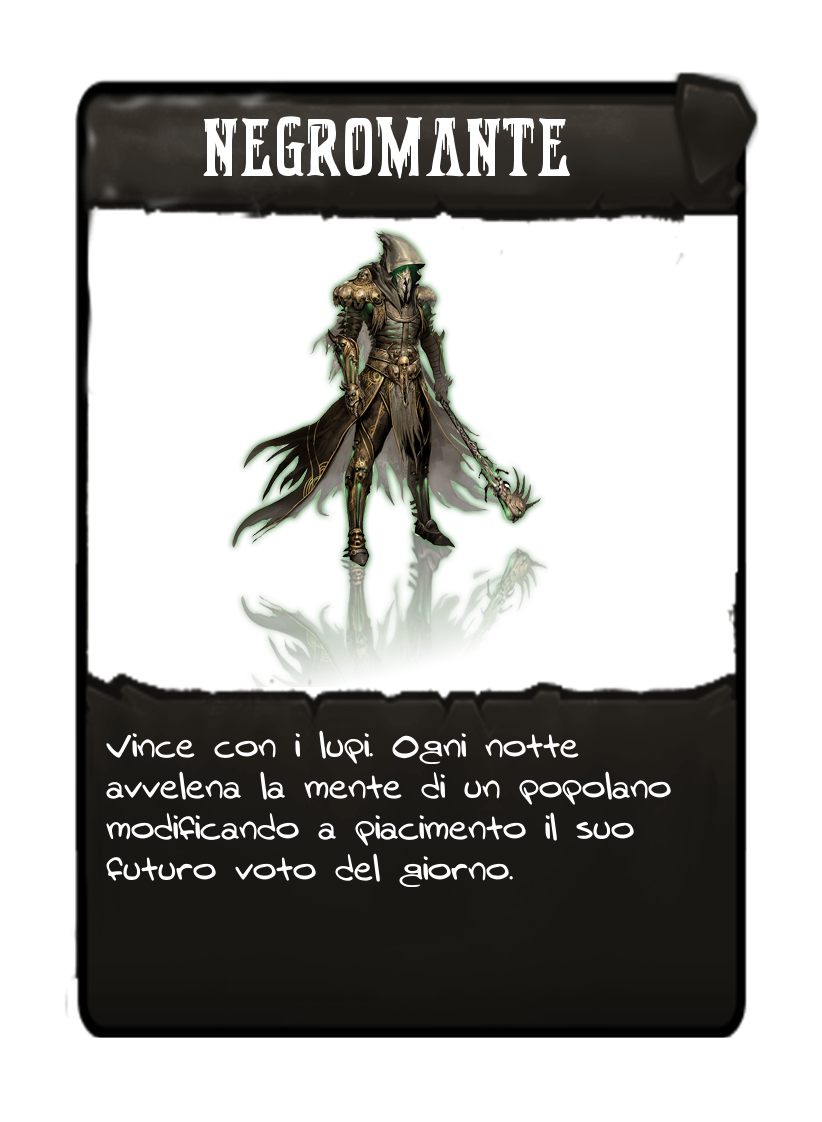 NEGROMANTE
Vince con i lupi. Ogni notte
avvelena la mente di un popolano
modificando a piacimento il suo
futuro voto del giorno.